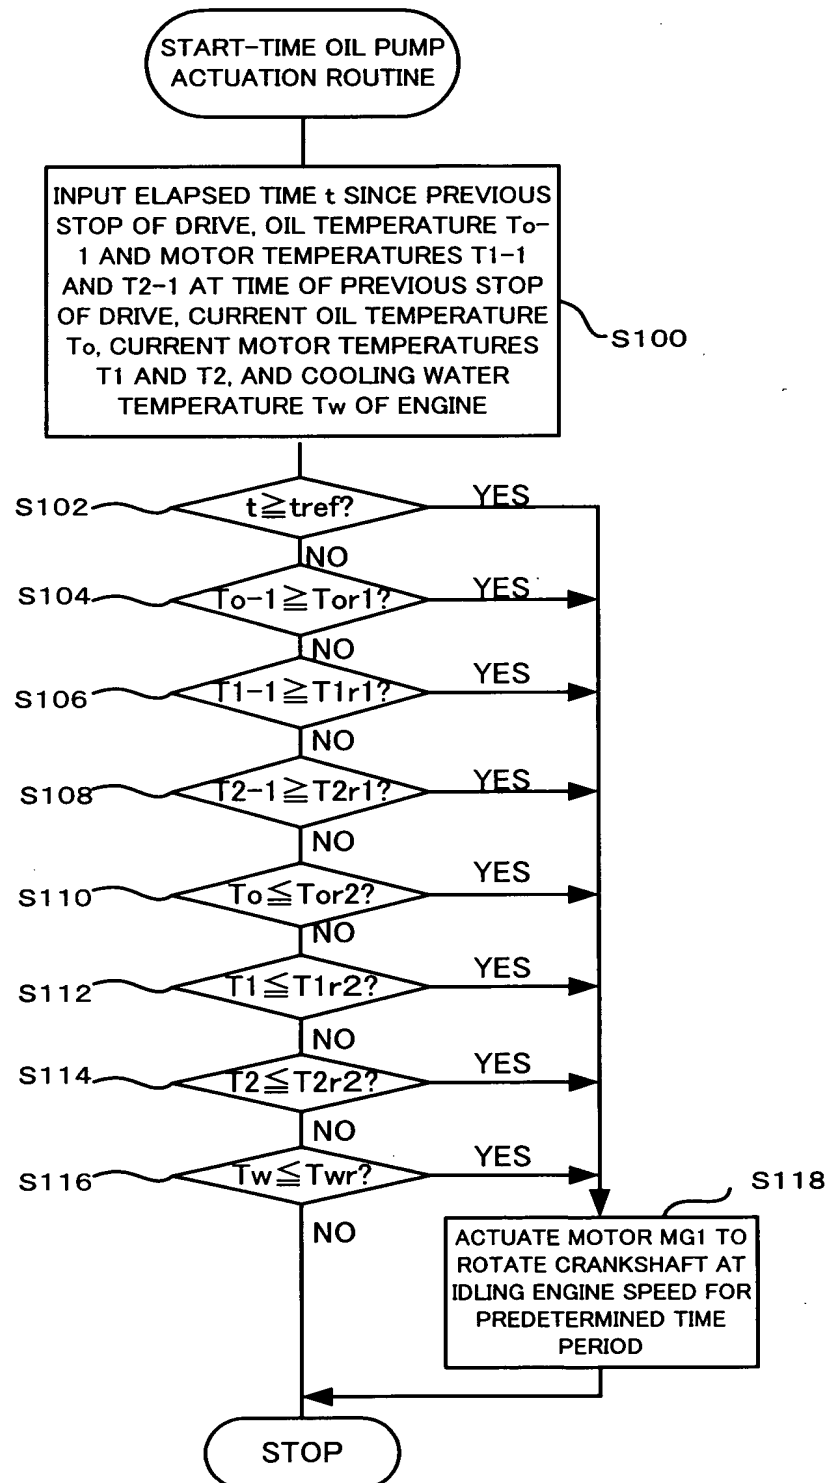 START-TIME OIL PUMP
ACTUATION ROUTINE
INPUT ELAPSED TIME t SINCE PREVIOUS
STOP OF DRIVE, OIL TEMPERATURE To-
1 AND MOTOR TEMPERATURES T1-1
AND T2-1 AT TIME OF PREVIOUS STOP
OF DRIVE, CURRENT OIL TEMPERATURE
To, CURRENT MOTOR TEMPERATURES
T1 AND T2, AND COOLING WATER
TEMPERATURE Tw OF ENGINE
S100
S102
t≧tref?
YES
NO
S104
To-1≧Tor1?
YES
NO
S106
T1-1≧T1r1?
YES
NO
S108
T2-1≧T2r1?
YES
NO
S110
To≦Tor2?
YES
NO
S112
T1≦T1r2?
YES
NO
S114
T2≦T2r2?
YES
NO
S116
Tw≦Twr?
YES
NO
S118
ACTUATE MOTOR MG1 TO
ROTATE CRANKSHAFT AT
IDLING ENGINE SPEED FOR
PREDETERMINED TIME
PERIOD
STOP